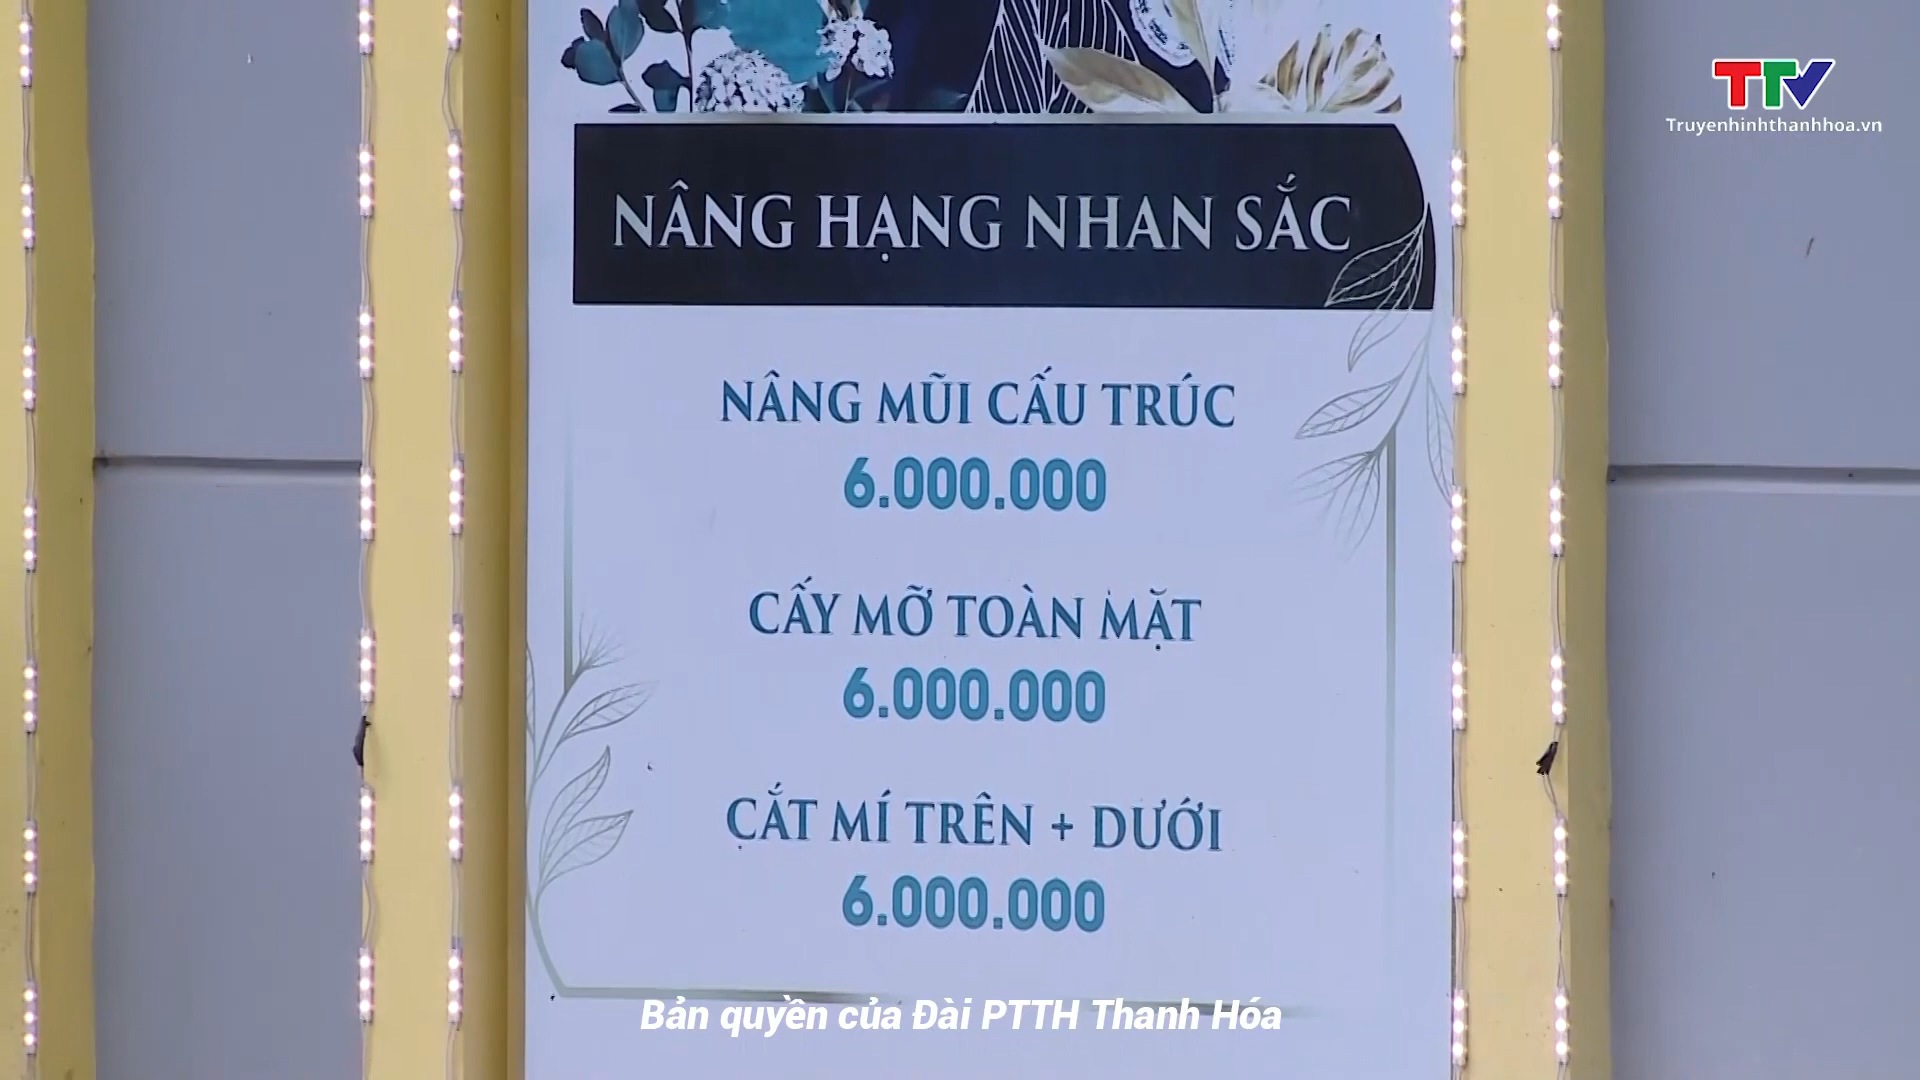 TTV
Truyenhinhthanhhoa.vn
NÂNG HẠNG NHAN SẮC
NÂNG MŨI CẤU TRÚC
6.000.000
CẤY MỠ TOÀN MẶT
6.000.000
CẮT MÍ TRÊN + DƯỚI
6.000.000
Bản quyền của Đài PTTH Thanh Hóa